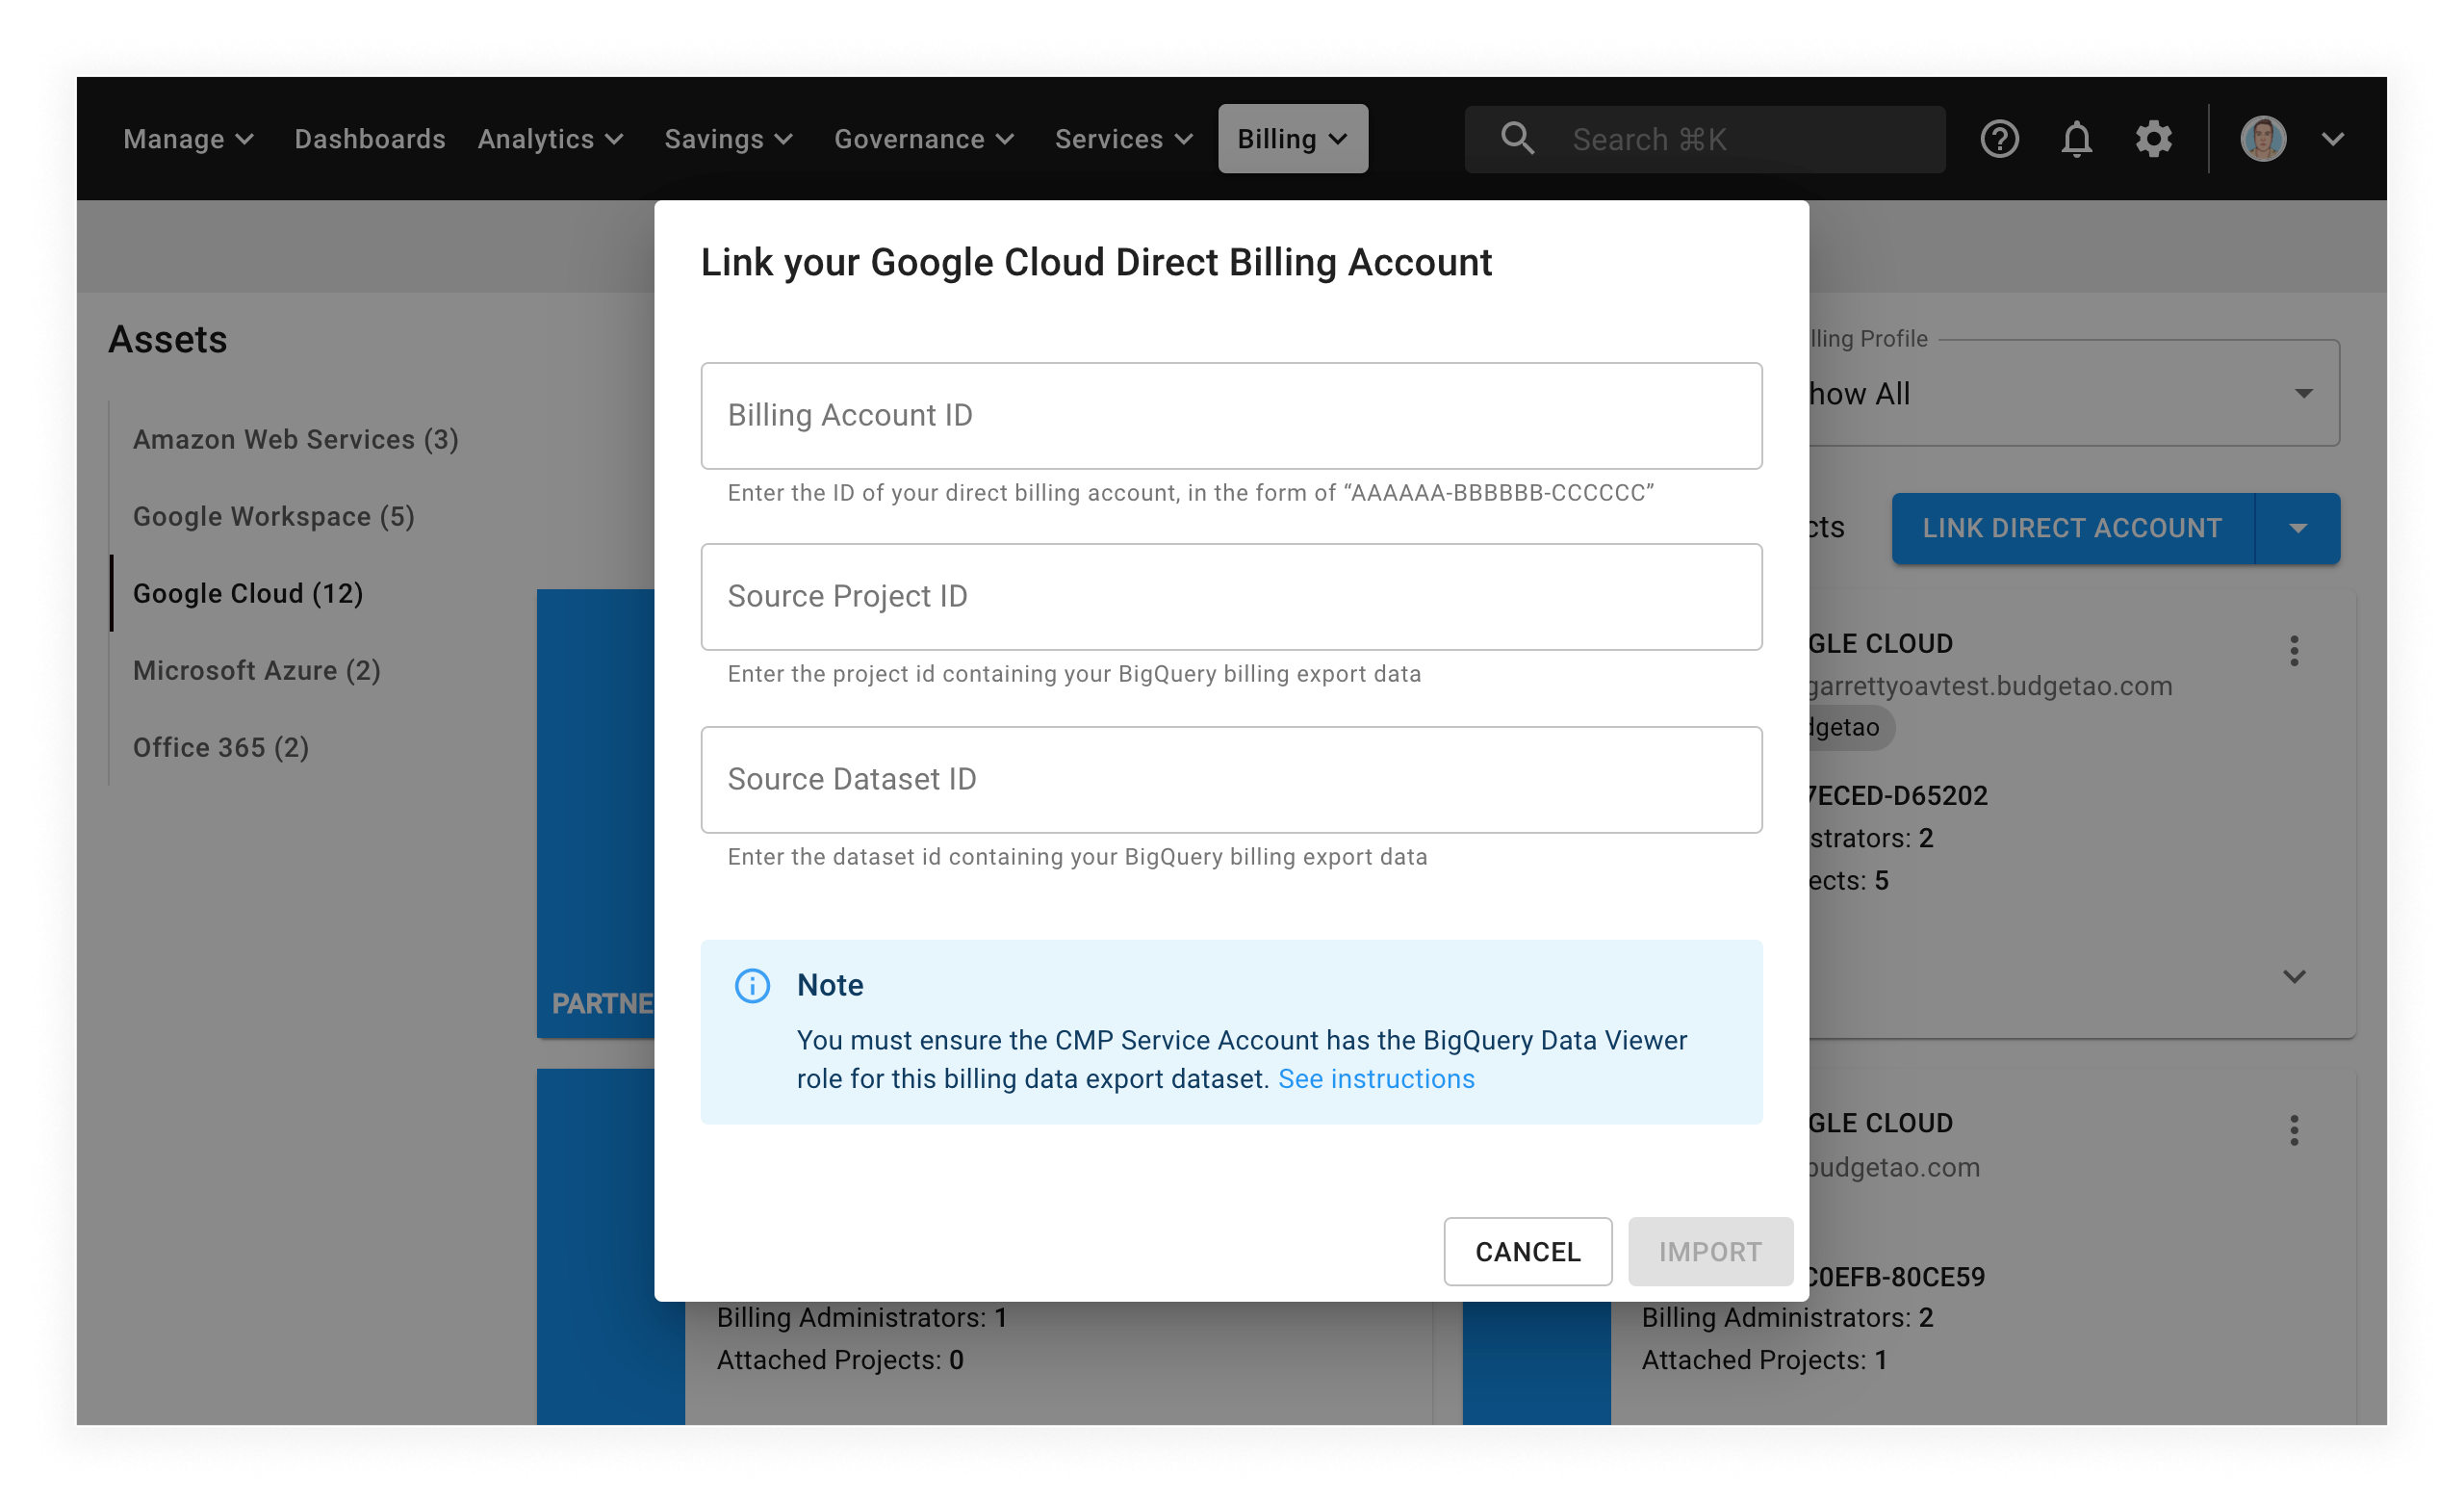 Manage Dashboards Analytics Savings Governance Services Billing Search ⌘K
Link your Google Cloud Direct Billing Account
Assets
Amazon Web Services (3)
Google Workspace (5)
Google Cloud (12)
Microsoft Azure (2)
Office 365 (2)
Billing Account ID
Enter the ID of your direct billing account, in the form of “AAAAAA-BBBBBB-CCCCCC”
Source Project ID
Enter the project id containing your BigQuery billing export data
Source Dataset ID
Enter the dataset id containing your BigQuery billing export data
Note
You must ensure the CMP Service Account has the BigQuery Data Viewer
role for this billing data export dataset. See instructions
CANCEL IMPORT
lling Profile
how All
cts
LINK DIRECT ACCOUNT
GLE CLOUD
garrettyoavtest.budgetao.com
dgetao
7ECED-D65202
strators: 2
ects: 5
PARTNE
GLE CLOUD
budgetao.com
C0EFB-80CE59
Billing Administrators: 1
Attached Projects: 0
Billing Administrators: 2
Attached Projects: 1